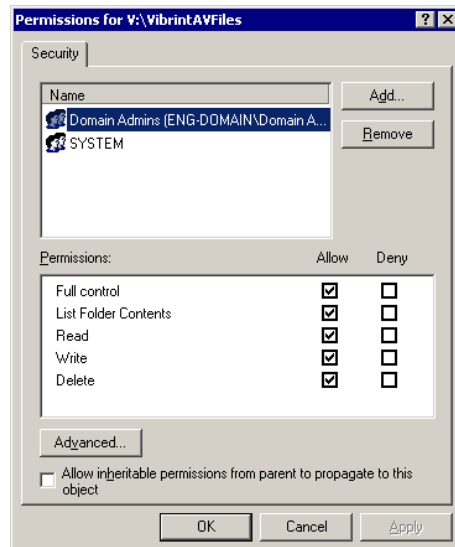 Permissions for V:\VibrintAVFiles
Security
Name
Domain Admins (ENG-DOMAIN\Domain A...
SYSTEM
Add...
Remove
Permissions: Allow Deny
Full control
List Folder Contents
Read
Write
Delete
Advanced...
Allow inheritable permissions from parent to propagate to this
object
OK Cancel Apply